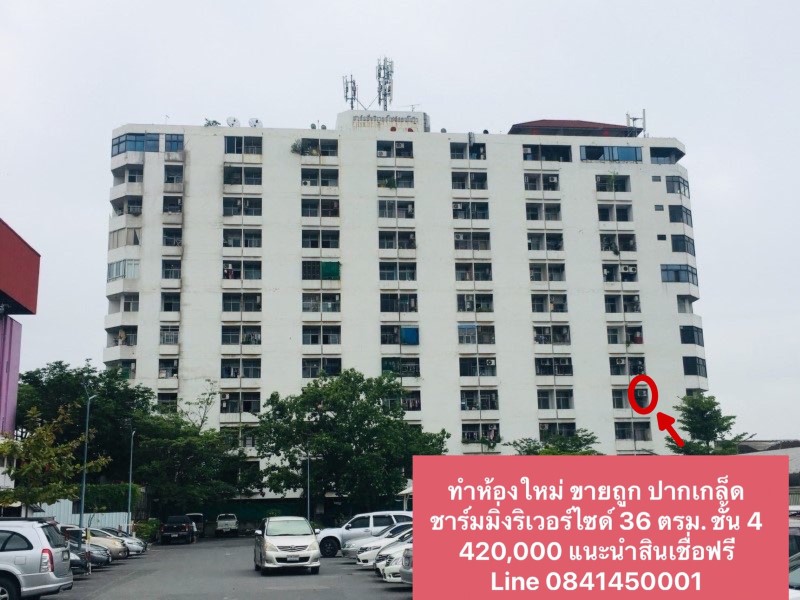 ทำห้องใหม่ ขายถูก ปากเกล็ด
ชาร์มมิ่งริเวอร์ไซด์ 36 ตรม. ชั้น 4
420,000 แนะนำสินเชื่อฟรี
Line 0841450001